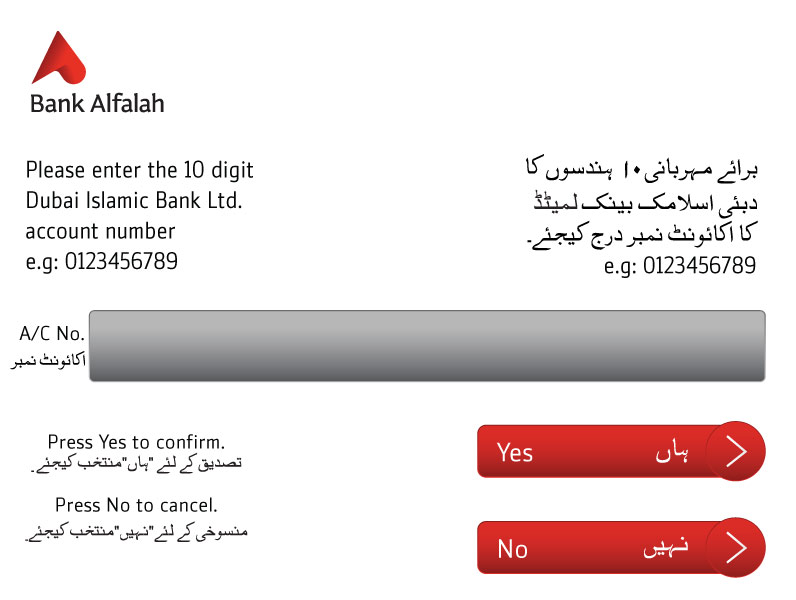 Bank Alfalah
Please enter the 10 digit
Dubai Islamic Bank Ltd.
account number
e.g: 0123456789
برائے مہربانی ۱۰ ہندسوں کا
دبئی اسلامک بینک لمیٹڈ
کا اکائونٹ نمبر درج کیجئے۔
e.g: 0123456789
A/C No.
اکائونٹ نمبر
Press Yes to confirm.
تصدیق کے لئے "ہاں" منتخب کیجئے۔
Press No to cancel.
منسوخی کے لئے "نہیں" منتخب کیجئے۔
Yes ہاں
No نہیں